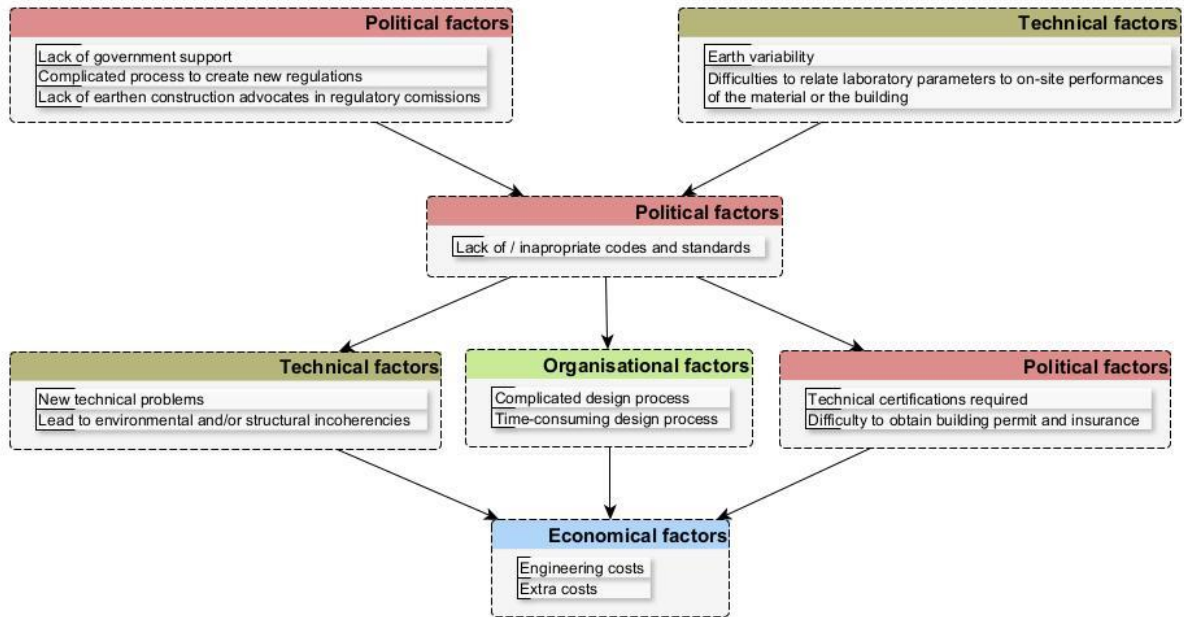 Political factors
Lack of government support
Complicated process to create new regulations
Lack of earthen construction advocates in regulatory comissions
Technical factors
Earth variability
Difficulties to relate laboratory parameters to on-site performances
of the material or the building
Political factors
Lack of / inapropriate codes and standards
Technical factors
New technical problems
Lead to environmental and/or structural incoherencies
Organisational factors
Complicated design process
Time-consuming design process
Political factors
Technical certifications required
Difficulty to obtain building permit and insurance
Economical factors
Engineering costs
Extra costs